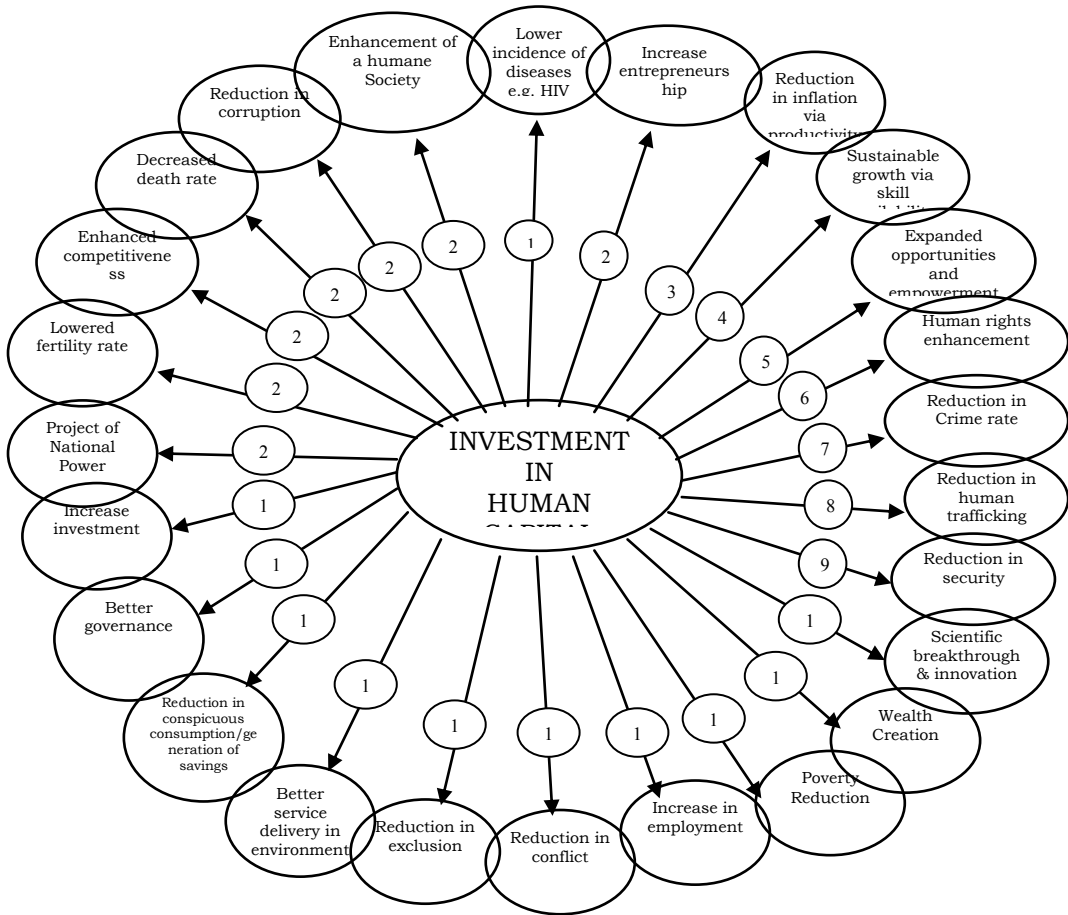 Lower
incidence of
diseases
e.g. HIV
1
Increase
entrepreneurs
hip
2
Reduction
in inflation
via
productivity
3
Sustainable
growth via
skill
4
Expanded
opportunities
and
empowerment
5
Human rights
enhancement
6
Reduction in
Crime rate
7
Reduction in
human
trafficking
8
Reduction in
security
9
Scientific
breakthrough
& innovation
1
Wealth
Creation
1
Poverty
Reduction
1
Increase in
employment
1
Reduction in
conflict
1
Reduction in
exclusion
1
Better
service
delivery in
environment
1
Reduction in
conspicuous
consumption/ge
neration of
savings
1
Better
governance
1
Increase
investment
1
Project of
National
Power
2
Lowered
fertility rate
2
Enhanced
competitivene
ss
2
Decreased
death rate
2
Reduction in
corruption
2
Enhancement of
a humane
Society
2
INVESTMENT
IN
HUMAN
CAPITAL